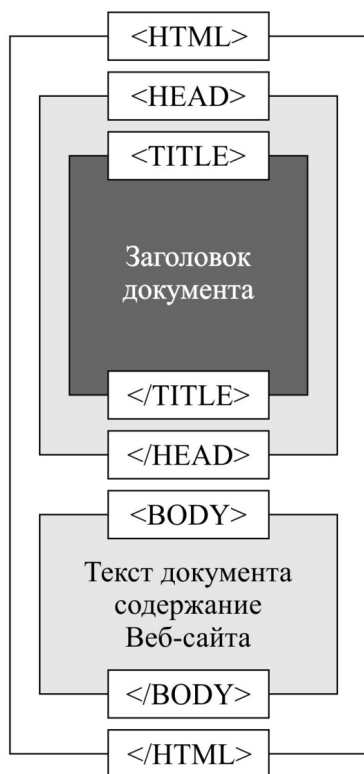 <HTML>
<HEAD>
<TITLE>
Заголовок
документа
</TITLE>
</HEAD>
<BODY>
Текст документа
содержание
Веб-сайта
</BODY>
</HTML>